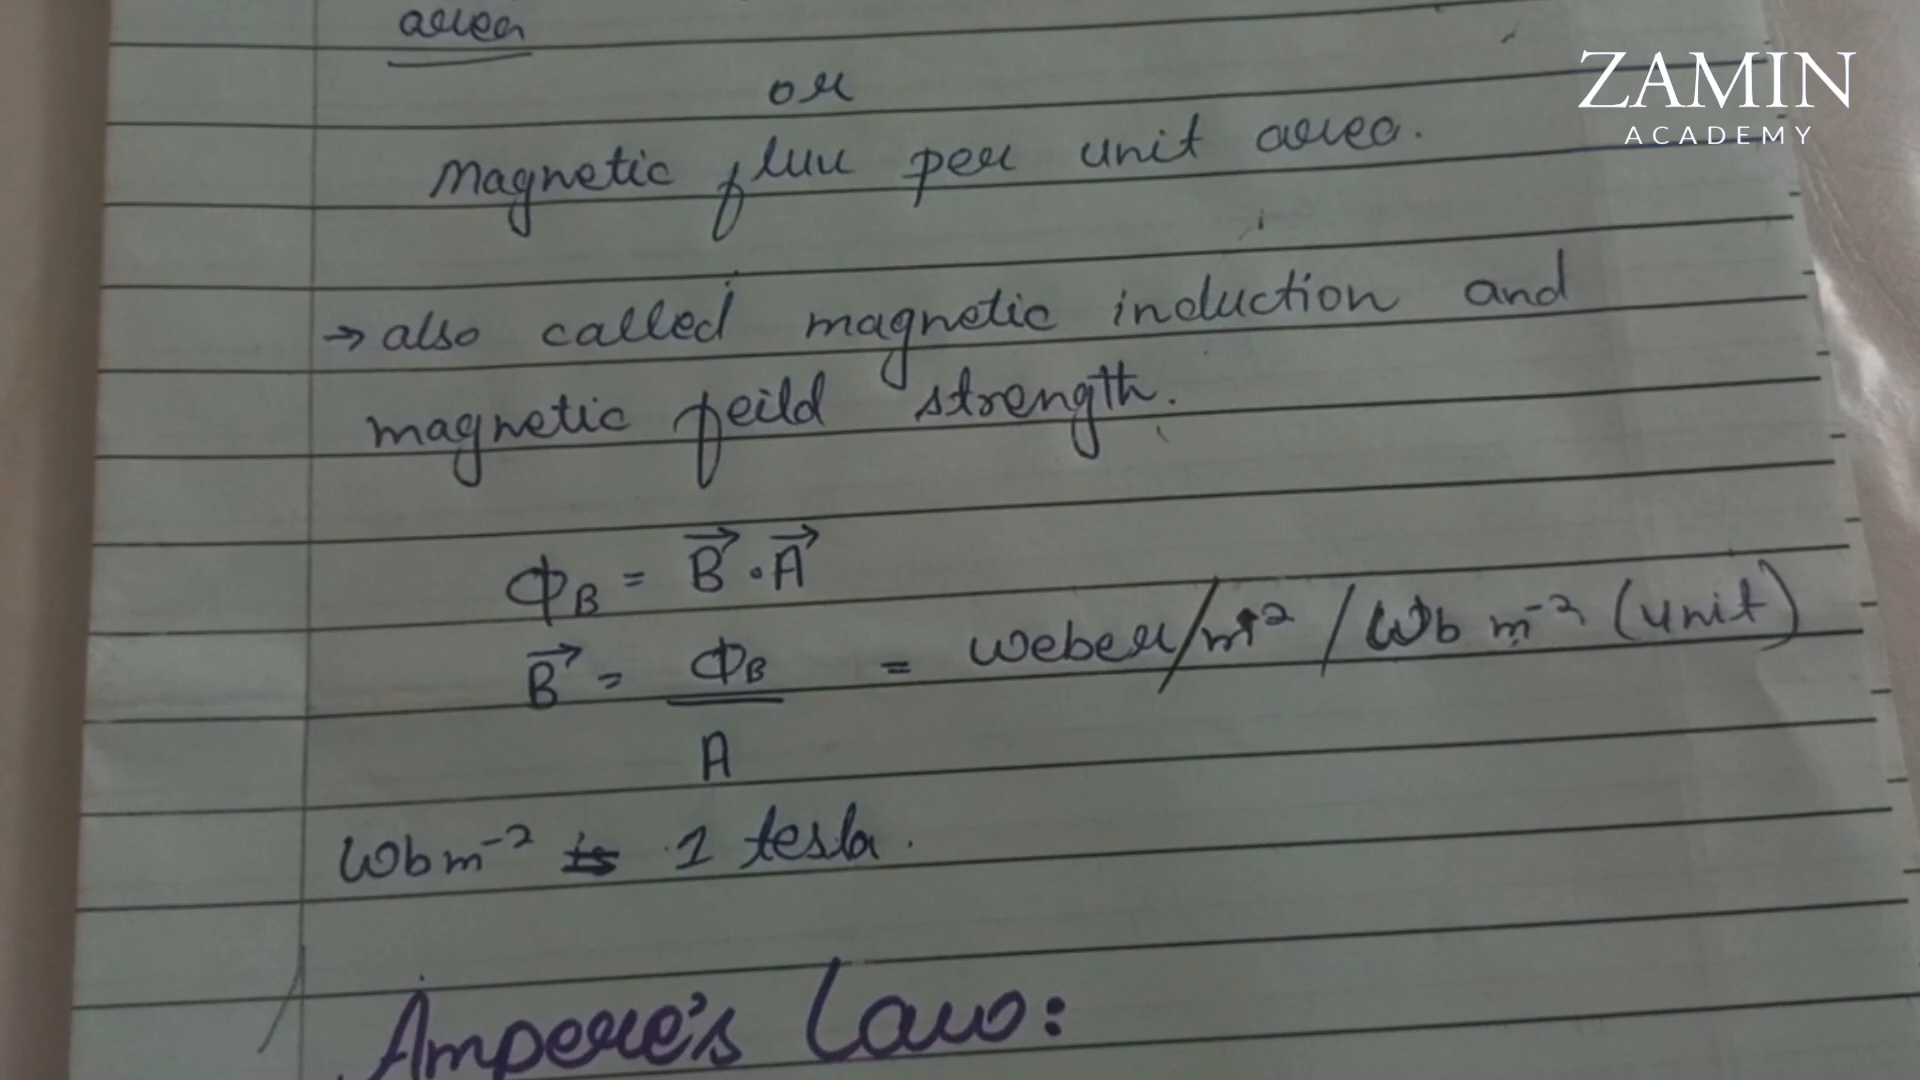 area
or
Magnetic flux per unit area.
→ also called magnetic induction and
magnetic feild strength.
ΦB = B⃗ · A⃗
B⃗ = ΦB / A = weber/m² / Wb m⁻² (unit)
Wb m⁻² is 1 tesla.
Ampere's Law:
ZAMIN
ACADEMY